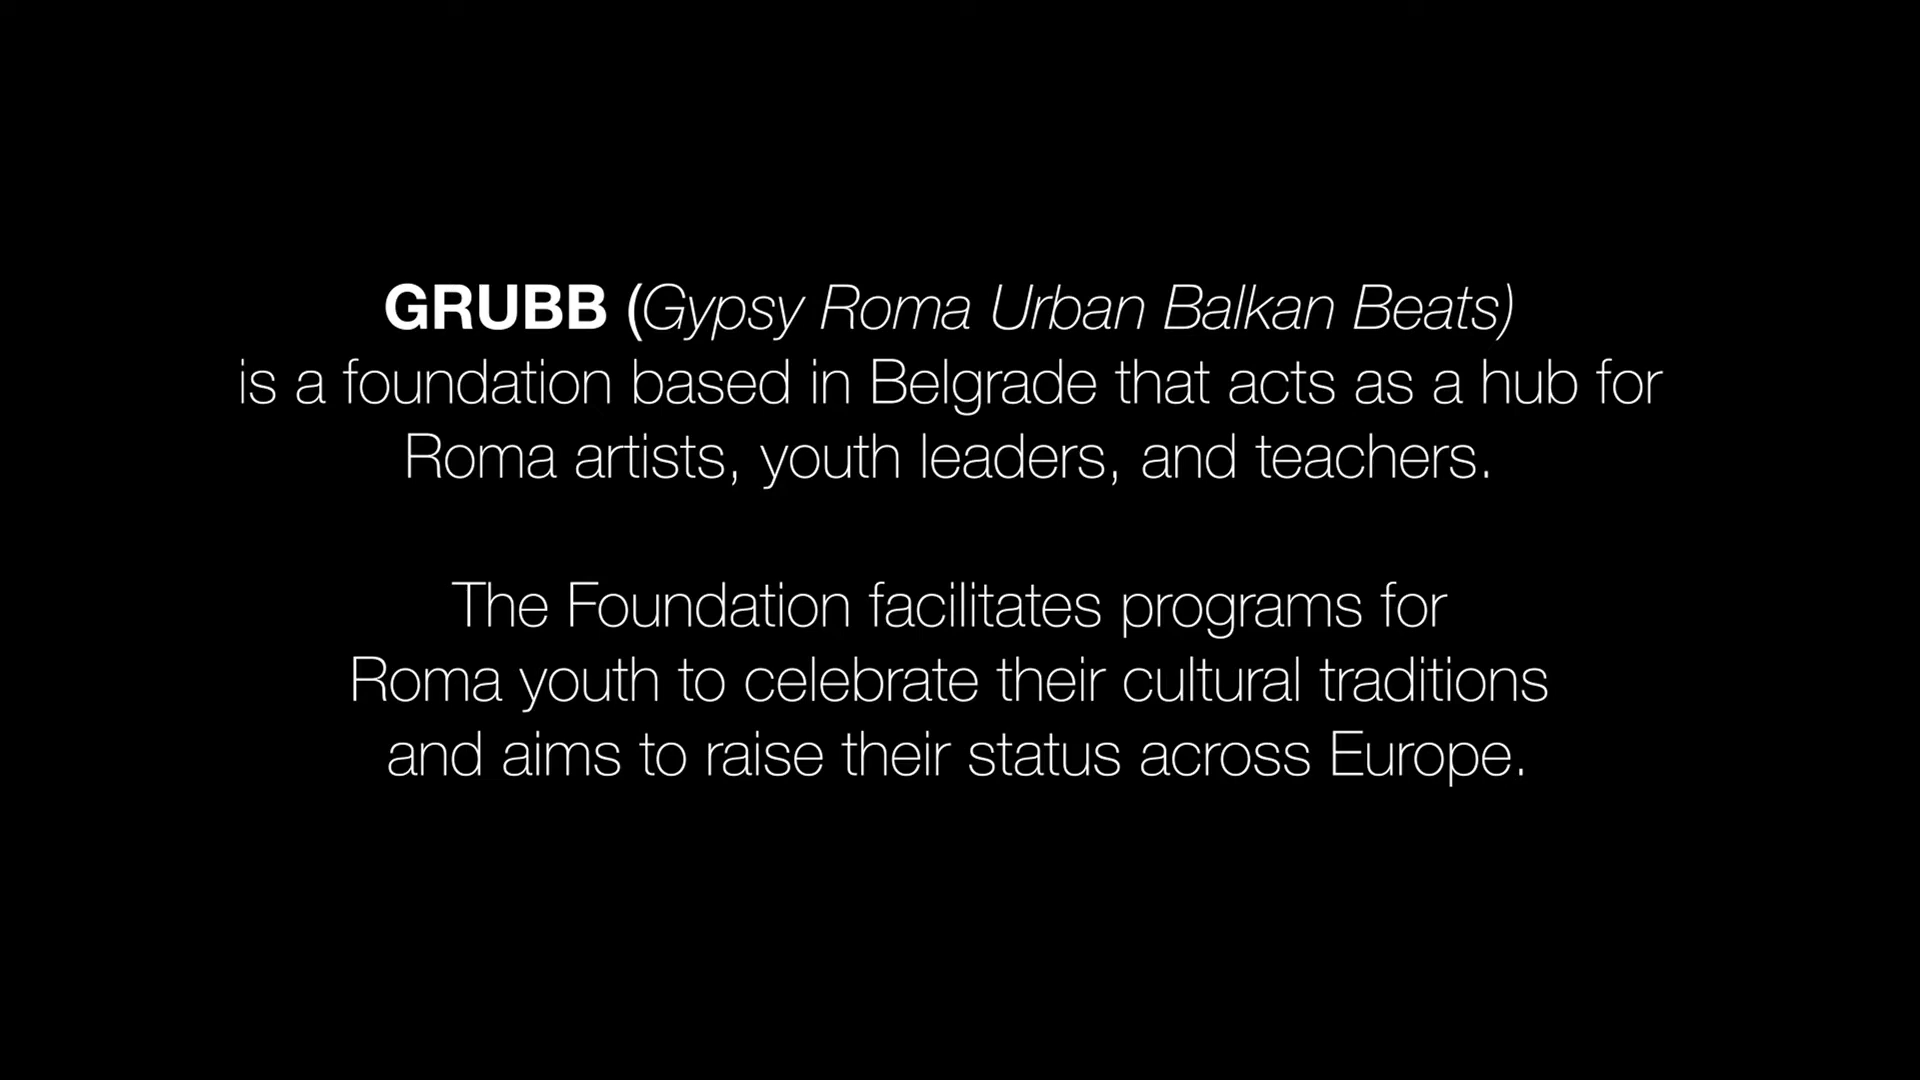 GRUBB (Gypsy Roma Urban Balkan Beats)
is a foundation based in Belgrade that acts as a hub for
Roma artists, youth leaders, and teachers.
The Foundation facilitates programs for
Roma youth to celebrate their cultural traditions
and aims to raise their status across Europe.